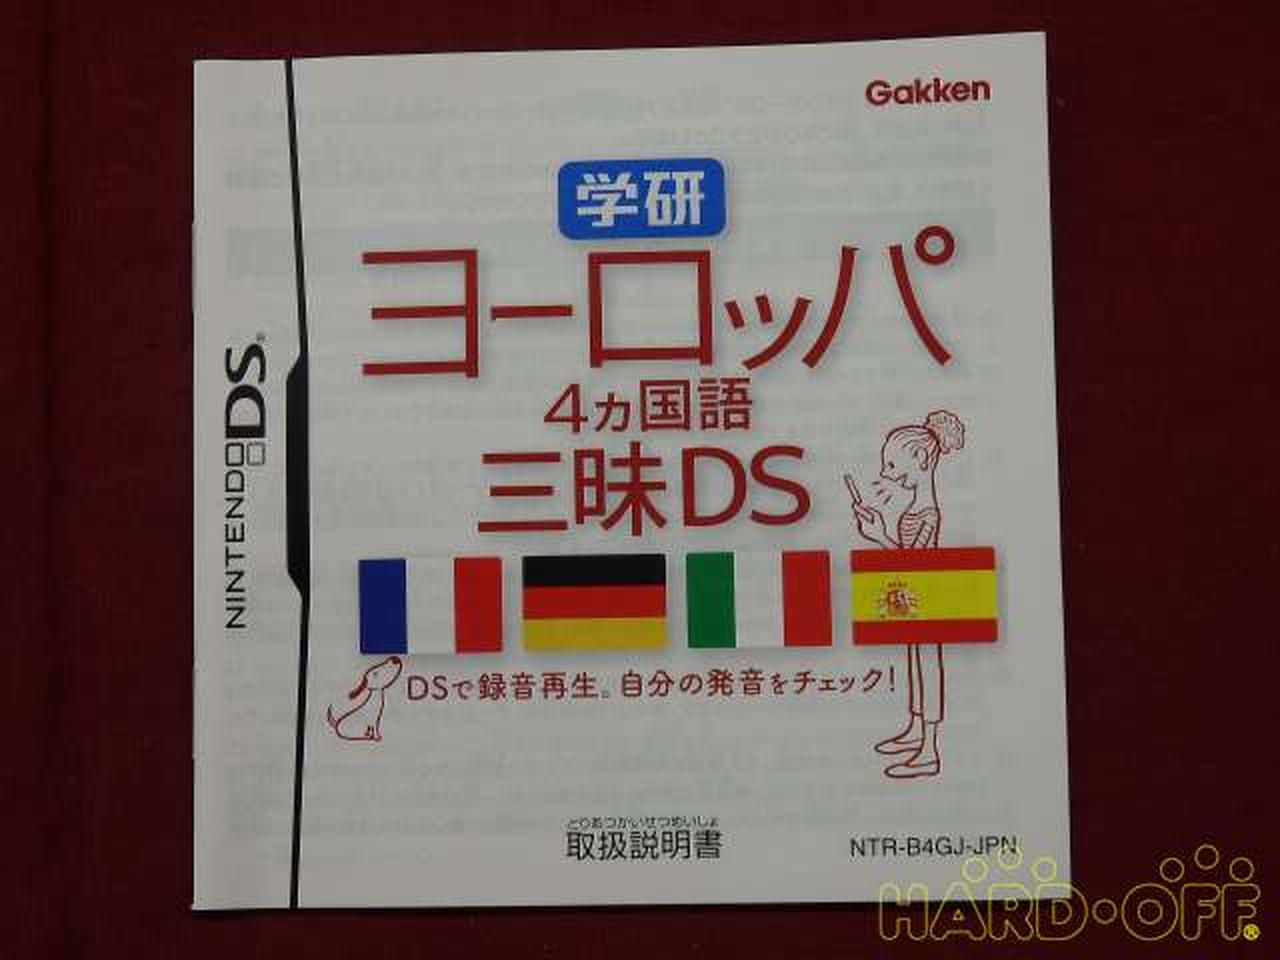 Gakken
学研
ヨーロッパ
4ヵ国語
三昧DS
DSで録音再生。自分の発音をチェック!
とりあつかいせつめいしょ
取扱説明書
NTR-B4GJ-JPN
NINTENDO DS®
HARD•OFF®